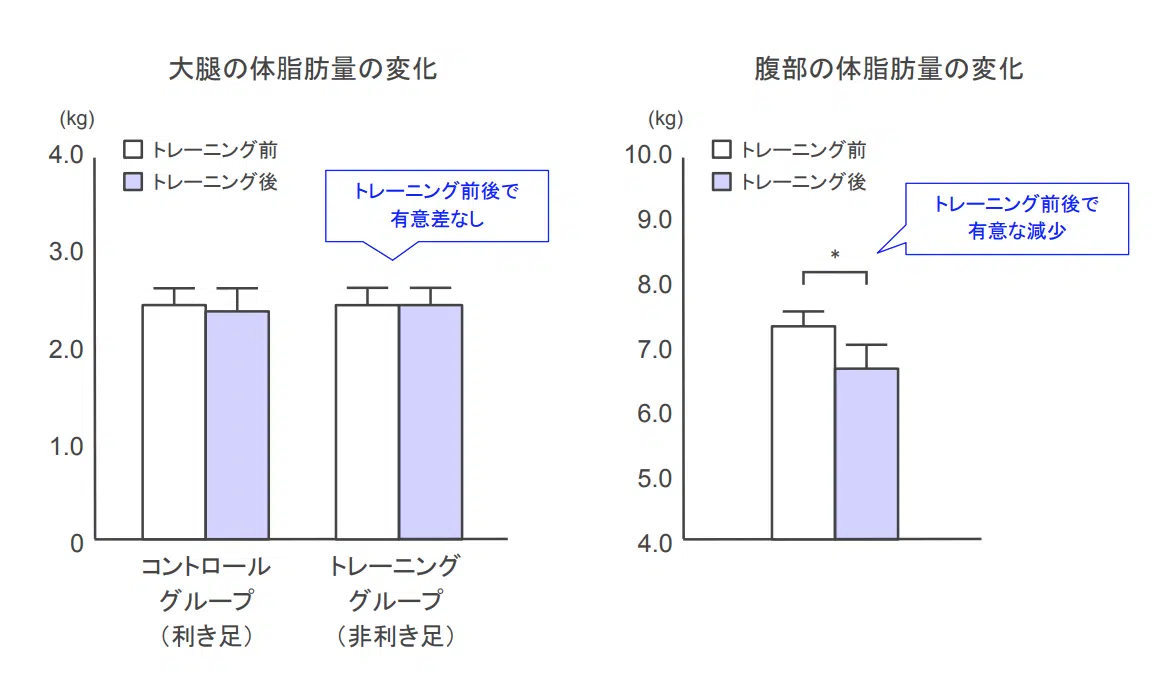 大腿の体脂肪量の変化
(kg)
トレーニング前
トレーニング後
4.0
3.0
2.0
1.0
0
トレーニング前後で
有意差なし
コントロール
グループ
（利き足）
トレーニング
グループ
（非利き足）
腹部の体脂肪量の変化
(kg)
トレーニング前
トレーニング後
10.0
9.0
8.0
7.0
6.0
5.0
4.0
トレーニング前後で
有意な減少
*